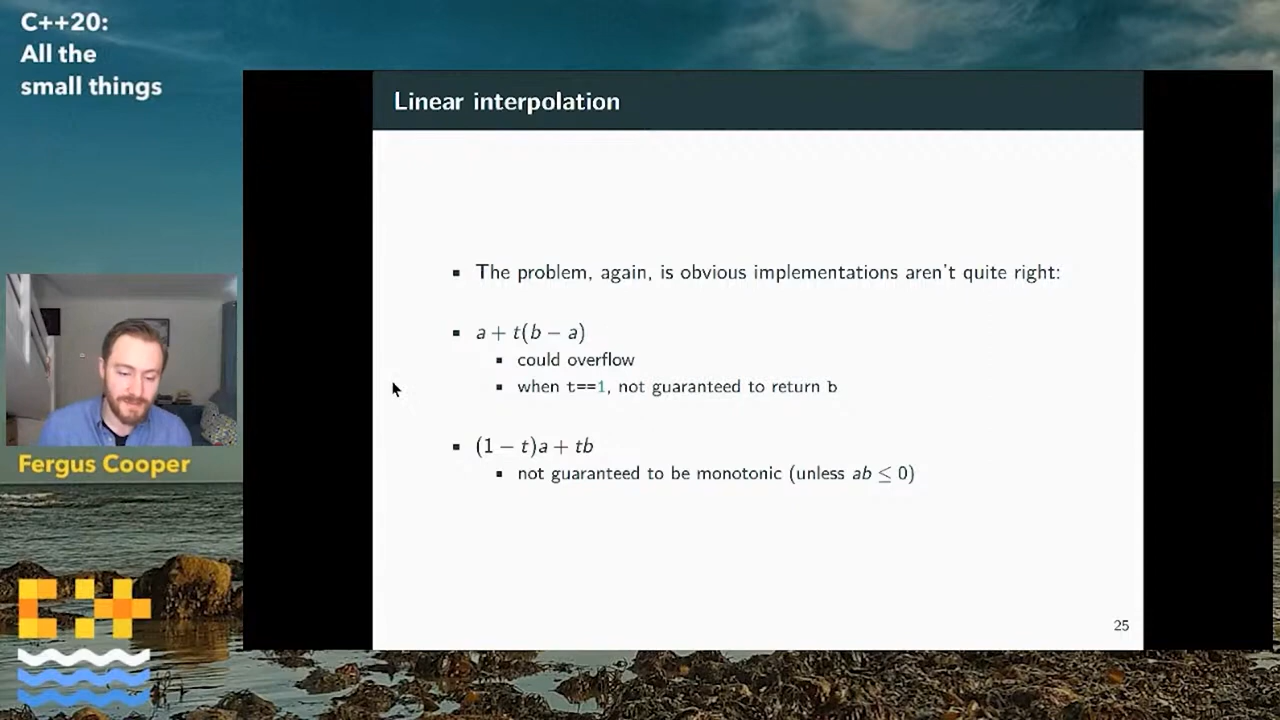 C++20:
All the
small things
Linear interpolation
▪ The problem, again, is obvious implementations aren't quite right:
▪ a + t(b − a)
▪ could overflow
▪ when t==1, not guaranteed to return b
▪ (1 − t)a + tb
▪ not guaranteed to be monotonic (unless ab ≤ 0)
25
Fergus Cooper
C++